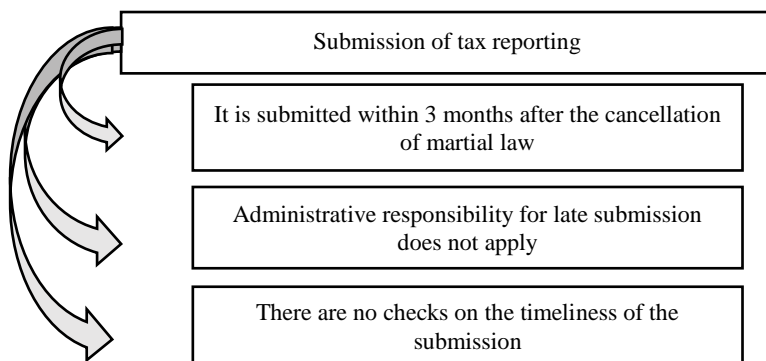 Submission of tax reporting
It is submitted within 3 months after the cancellation
of martial law
Administrative responsibility for late submission
does not apply
There are no checks on the timeliness of the
submission